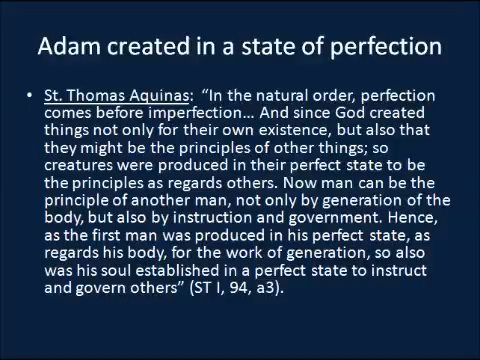 Adam created in a state of perfection
• St. Thomas Aquinas: “In the natural order, perfection
comes before imperfection… And since God created
things not only for their own existence, but also that
they might be the principles of other things; so
creatures were produced in their perfect state to be
the principles as regards others. Now man can be the
principle of another man, not only by generation of the
body, but also by instruction and government. Hence,
as the first man was produced in his perfect state, as
regards his body, for the work of generation, so also
was his soul established in a perfect state to instruct
and govern others” (ST I, 94, a3).